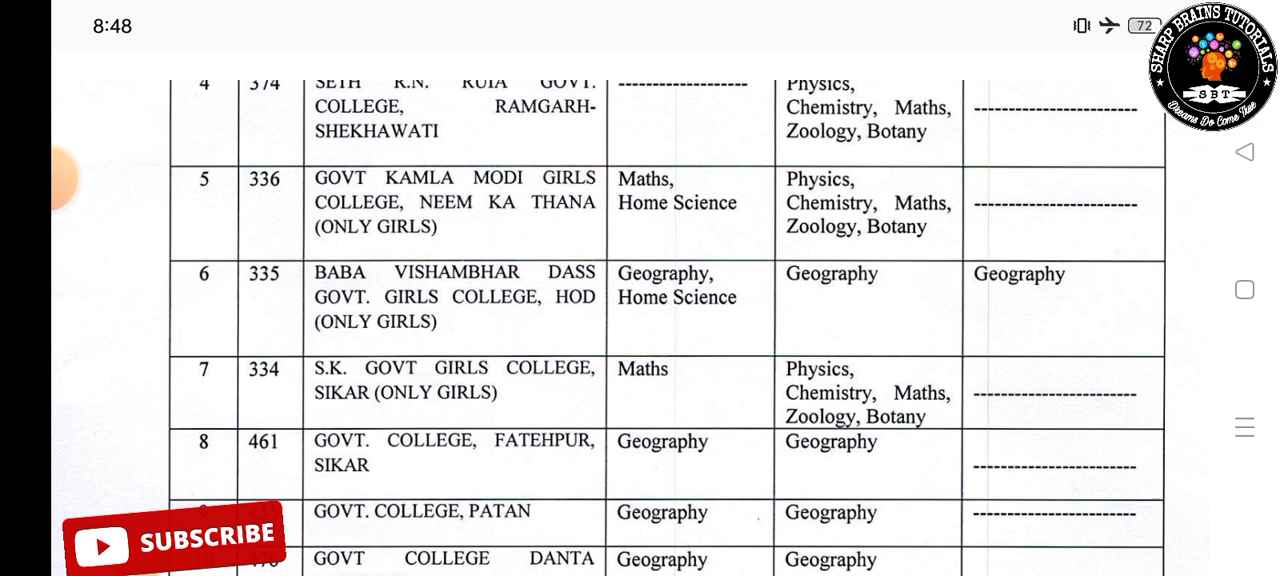 8:48
72
SHARP BRAINS TUTORIALS
SBT
Dreams Do Come True
4 374 SETH R.N. RUIA GOVT. ------------------- Physics,
COLLEGE, RAMGARH- Chemistry, Maths, ------------------------
SHEKHAWATI Zoology, Botany
5 336 GOVT KAMLA MODI GIRLS Maths, Physics,
COLLEGE, NEEM KA THANA Home Science Chemistry, Maths, ------------------------
(ONLY GIRLS) Zoology, Botany
6 335 BABA VISHAMBHAR DASS Geography, Geography Geography
GOVT. GIRLS COLLEGE, HOD Home Science
(ONLY GIRLS)
7 334 S.K. GOVT GIRLS COLLEGE, Maths Physics,
SIKAR (ONLY GIRLS) Chemistry, Maths, ------------------------
Zoology, Botany
8 461 GOVT. COLLEGE, FATEHPUR, Geography Geography
SIKAR ------------------------
GOVT. COLLEGE, PATAN Geography Geography ------------------------
GOVT COLLEGE DANTA Geography Geography
SUBSCRIBE